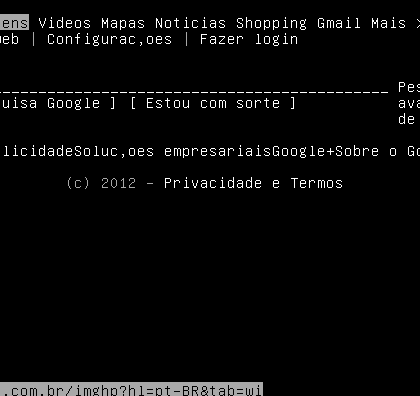 ens Videos Mapas Noticias Shopping Gmail Mais
eb | Configurac,oes | Fazer login
Pes
uisa Google ] [ Estou com sorte ] ava
de
licidadeSoluc,oes empresariaisGoogle+Sobre o Go
(c) 2012 - Privacidade e Termos
.com.br/imghp?hl=pt-BR&tab=wi